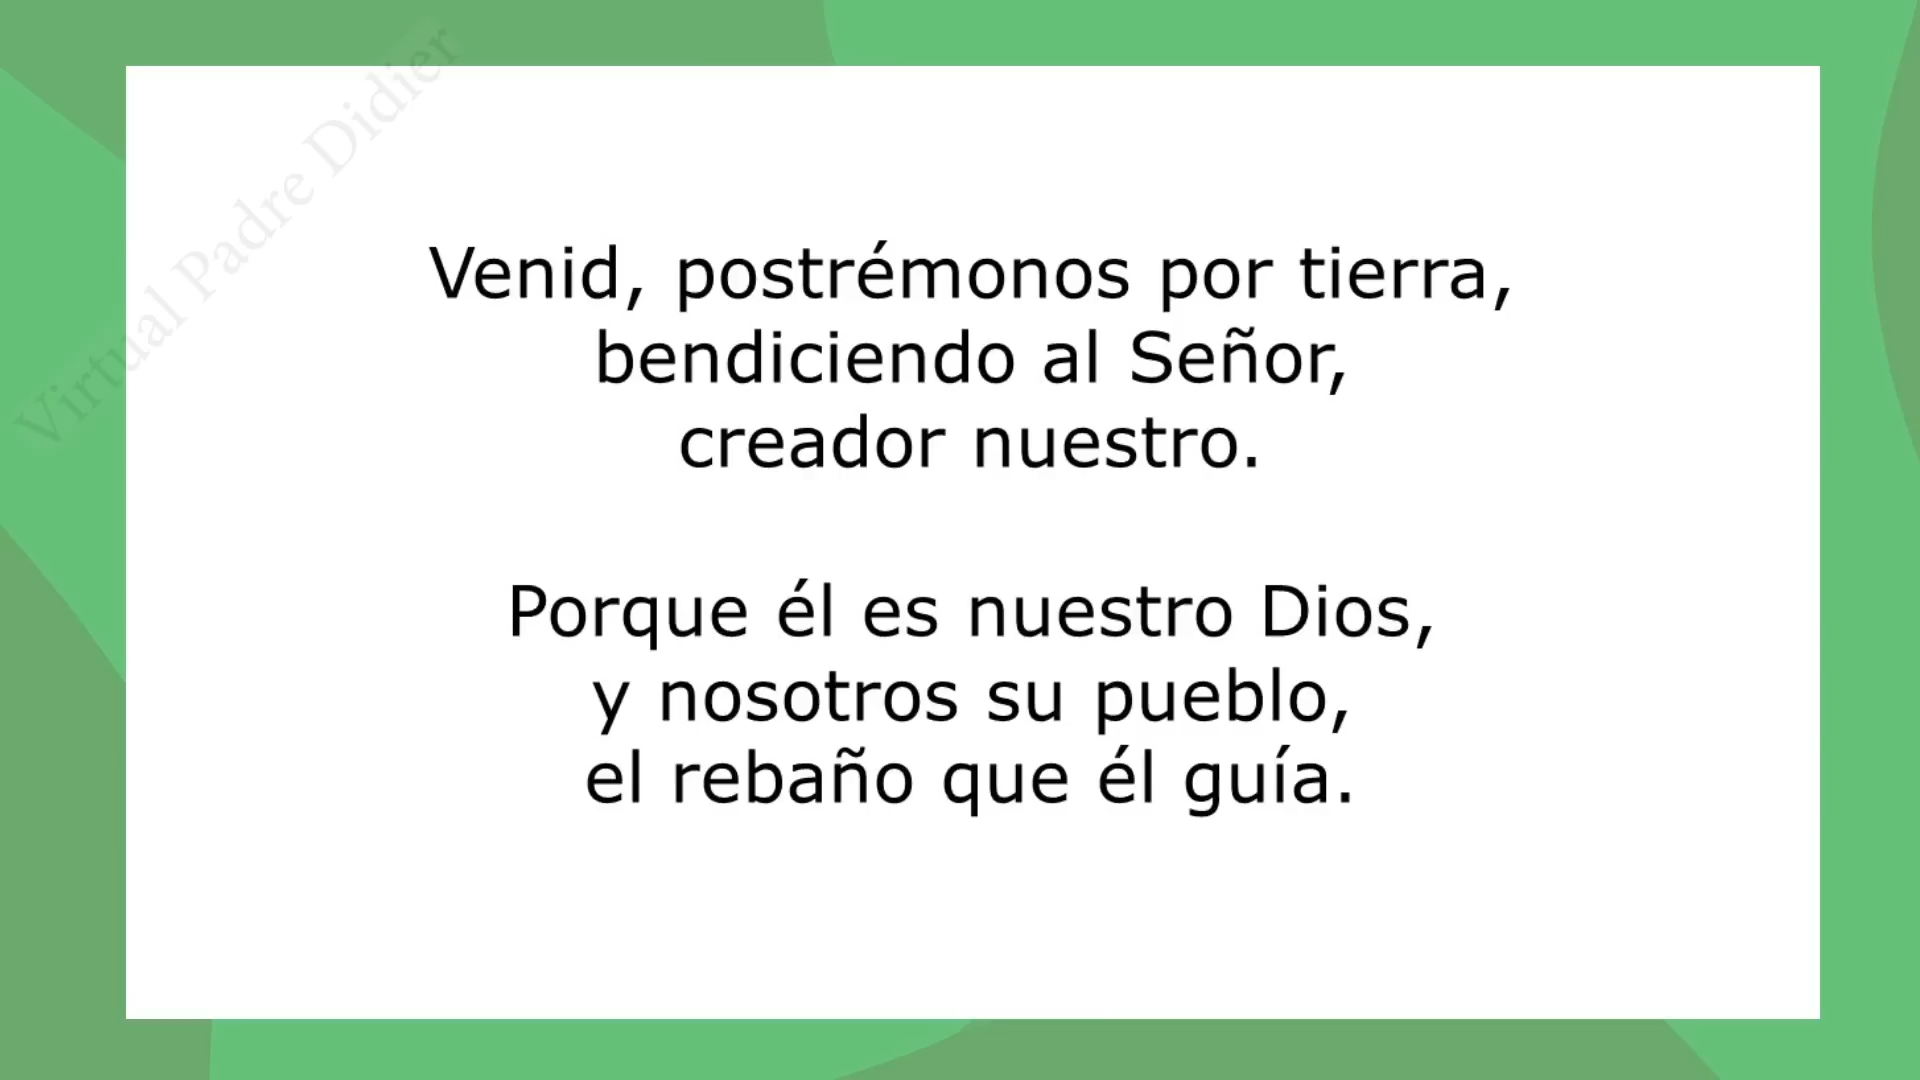 Virtual Padre Didier
Venid, postrémonos por tierra,
bendiciendo al Señor,
creador nuestro.
Porque él es nuestro Dios,
y nosotros su pueblo,
el rebaño que él guía.